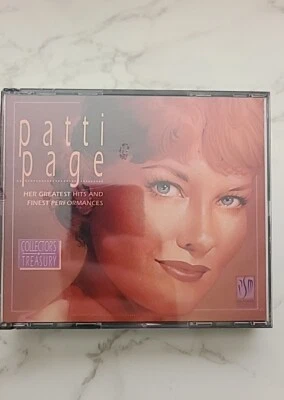 patti
page
HER GREATEST HITS AND
FINEST PERFORMANCES
COLLECTOR'S
TREASURY